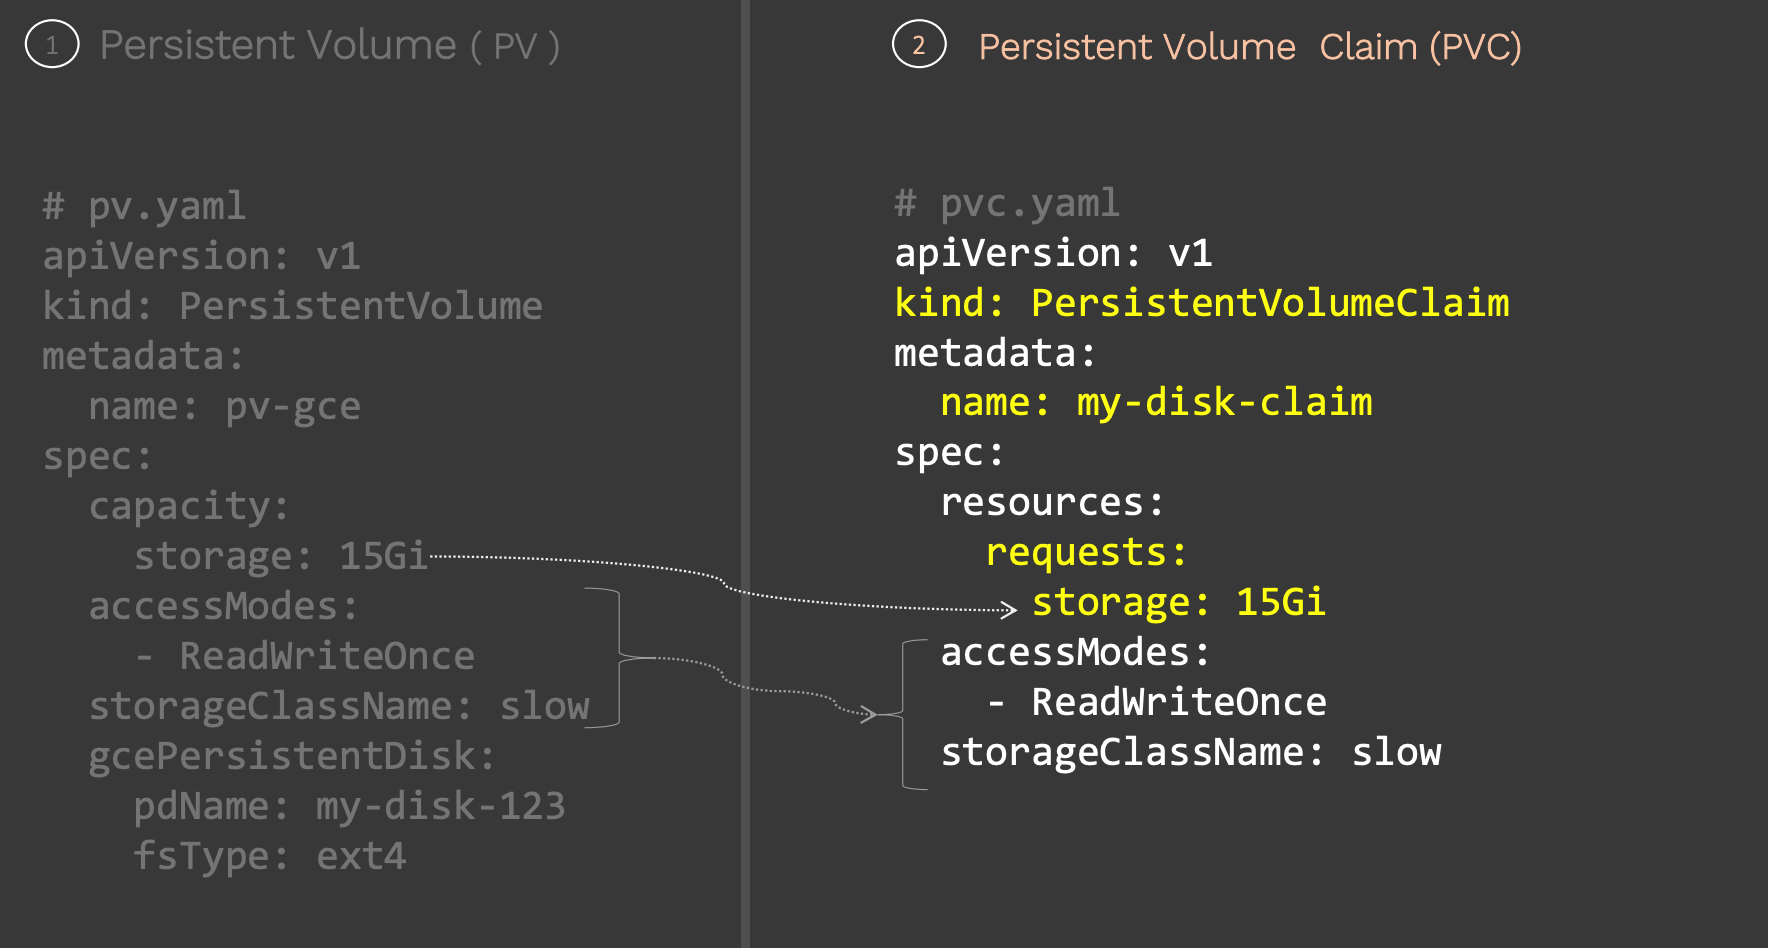 1 Persistent Volume ( PV )
# pv.yaml
apiVersion: v1
kind: PersistentVolume
metadata:
  name: pv-gce
spec:
  capacity:
    storage: 15Gi
  accessModes:
    - ReadWriteOnce
  storageClassName: slow
  gcePersistentDisk:
    pdName: my-disk-123
    fsType: ext4
2 Persistent Volume Claim (PVC)
# pvc.yaml
apiVersion: v1
kind: PersistentVolumeClaim
metadata:
  name: my-disk-claim
spec:
  resources:
    requests:
      storage: 15Gi
  accessModes:
    - ReadWriteOnce
  storageClassName: slow